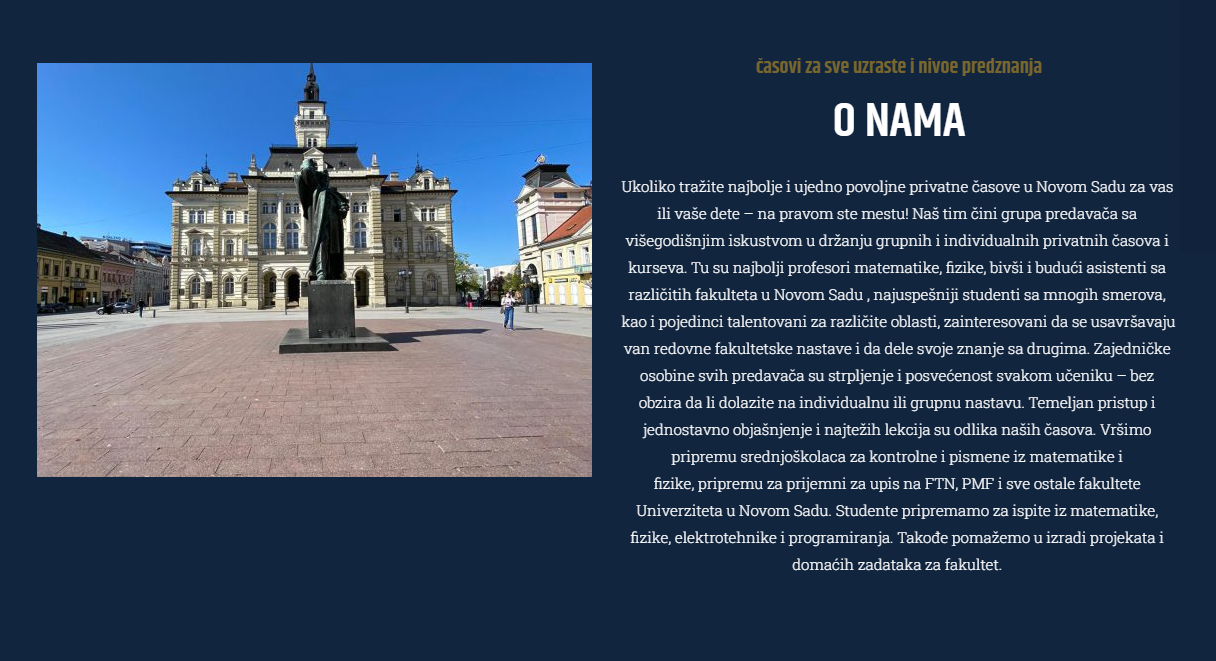 časovi za sve uzraste i nivoe predznanja
O NAMA
Ukoliko tražite najbolje i ujedno povoljne privatne časove u Novom Sadu za vas
ili vaše dete – na pravom ste mestu! Naš tim čini grupa predavača sa
višegodišnjim iskustvom u držanju grupnih i individualnih privatnih časova i
kurseva. Tu su najbolji profesori matematike, fizike, bivši i budući asistenti sa
različitih fakulteta u Novom Sadu , najuspešniji studenti sa mnogih smerova,
kao i pojedinci talentovani za različite oblasti, zainteresovani da se usavršavaju
van redovne fakultetske nastave i da dele svoje znanje sa drugima. Zajedničke
osobine svih predavača su strpljenje i posvećenost svakom učeniku – bez
obzira da li dolazite na individualnu ili grupnu nastavu. Temeljan pristup i
jednostavno objašnjenje i najtežih lekcija su odlika naših časova. Vršimo
pripremu srednjoškolaca za kontrolne i pismene iz matematike i
fizike, pripremu za prijemni za upis na FTN, PMF i sve ostale fakultete
Univerziteta u Novom Sadu. Studente pripremamo za ispite iz matematike,
fizike, elektrotehnike i programiranja. Takođe pomažemo u izradi projekata i
domaćih zadataka za fakultet.